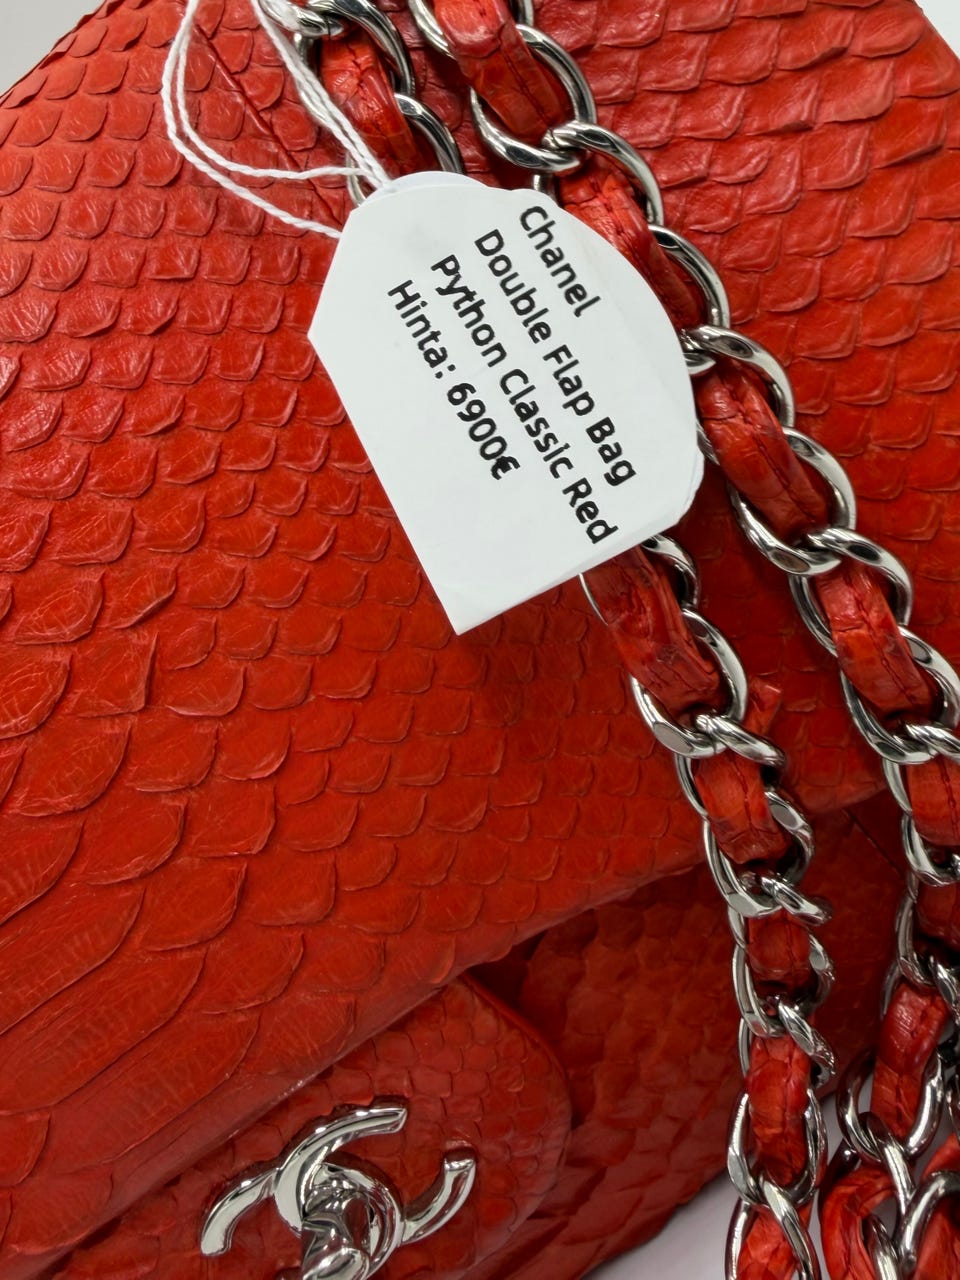 Chanel
Double Flap Bag
Python Classic Red
Hinta: 6900€